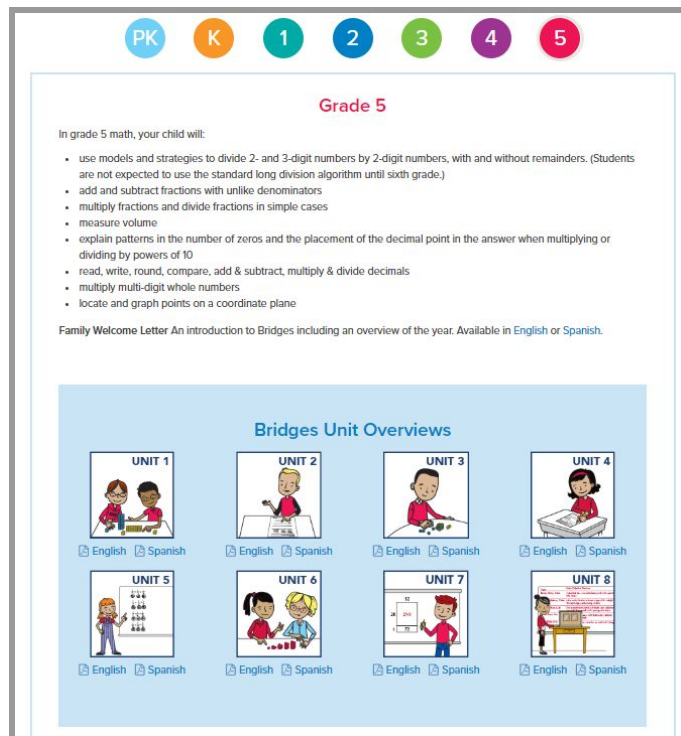 PK K 1 2 3 4 5
Grade 5
In grade 5 math, your child will:
• use models and strategies to divide 2- and 3-digit numbers by 2-digit numbers, with and without remainders. (Students
are not expected to use the standard long division algorithm until sixth grade.)
• add and subtract fractions with unlike denominators
• multiply fractions and divide fractions in simple cases
• measure volume
• explain patterns in the number of zeros and the placement of the decimal point in the answer when multiplying or
dividing by powers of 10
• read, write, round, compare, add & subtract, multiply & divide decimals
• multiply multi-digit whole numbers
• locate and graph points on a coordinate plane
Family Welcome Letter An introduction to Bridges including an overview of the year. Available in English or Spanish.
Bridges Unit Overviews
UNIT 1 UNIT 2 UNIT 3 UNIT 4
English Spanish English Spanish English Spanish English Spanish
UNIT 5 UNIT 6 UNIT 7 UNIT 8
English Spanish English Spanish English Spanish English Spanish